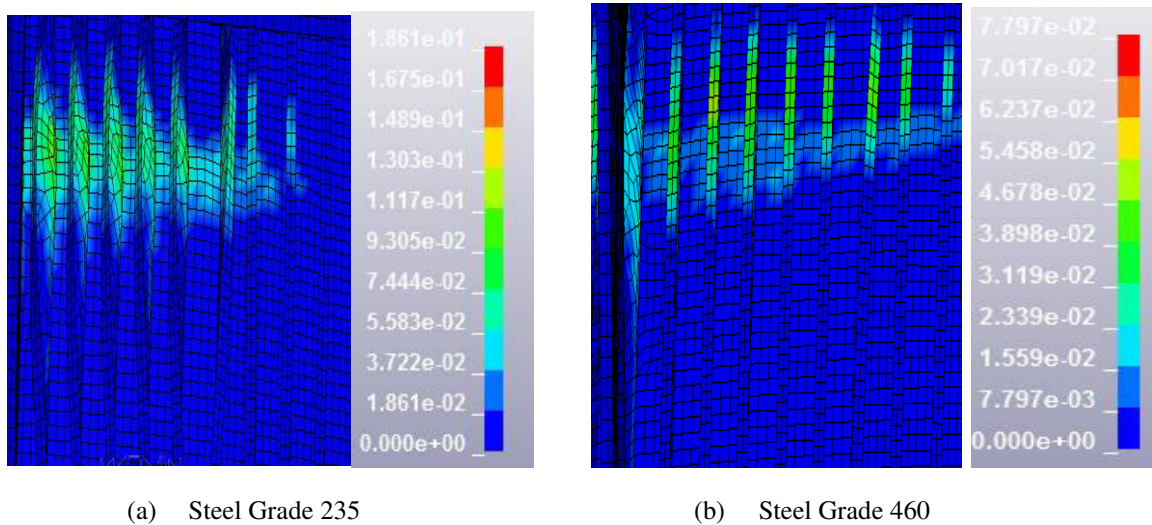 1.861e-01
1.675e-01
1.489e-01
1.303e-01
1.117e-01
9.305e-02
7.444e-02
5.583e-02
3.722e-02
1.861e-02
0.000e+00
7.797e-02
7.017e-02
6.237e-02
5.458e-02
4.678e-02
3.898e-02
3.119e-02
2.339e-02
1.559e-02
7.797e-03
0.000e+00
(a) Steel Grade 235
(b) Steel Grade 460